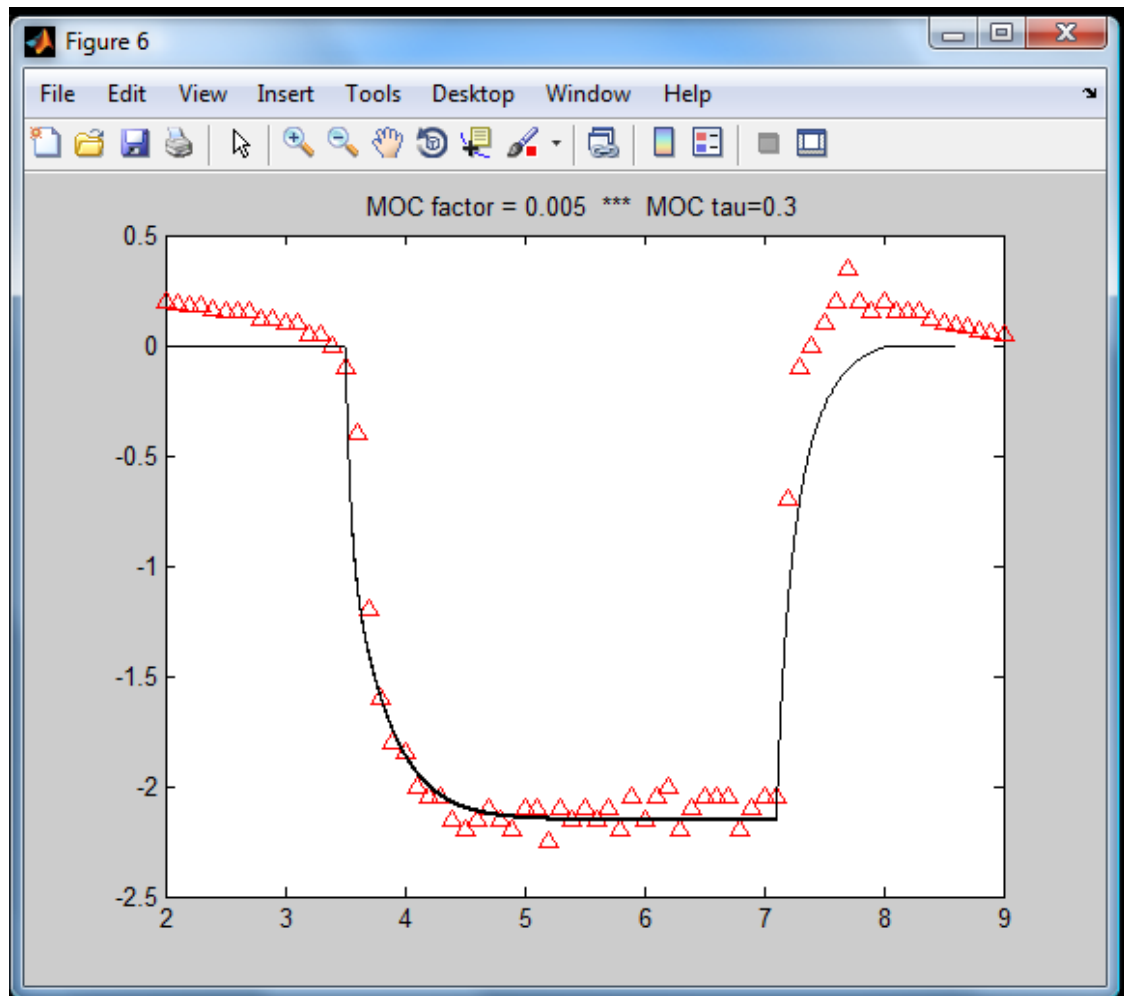 Figure 6
File Edit View Insert Tools Desktop Window Help
MOC factor = 0.005 *** MOC tau=0.3
0.5
0
-0.5
-1
-1.5
-2
-2.5
2 3 4 5 6 7 8 9